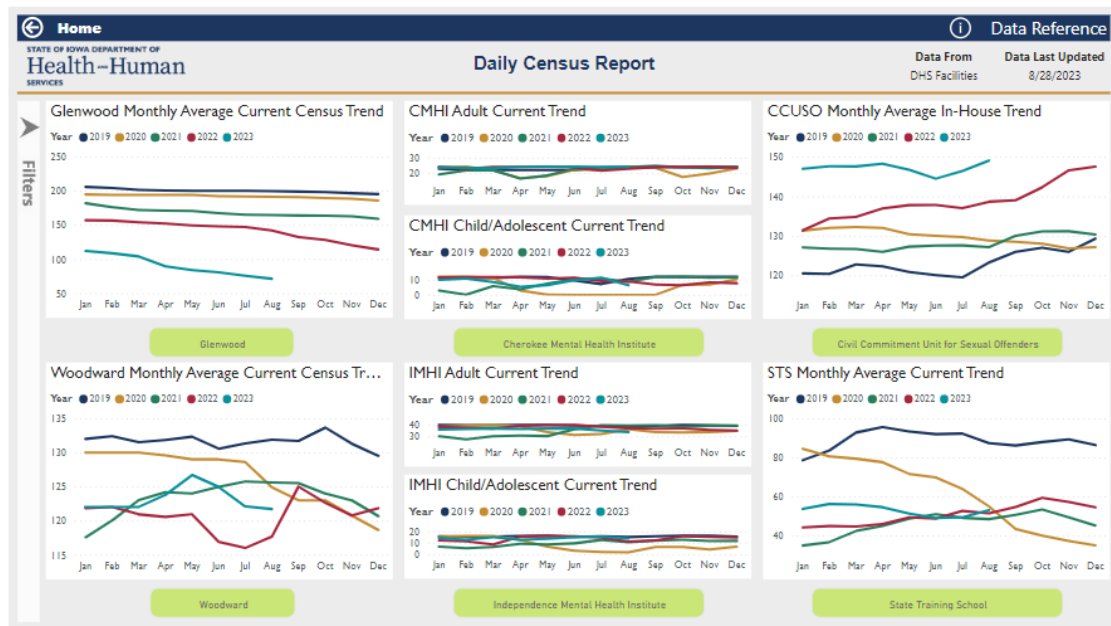 Home
Data Reference
STATE OF IOWA DEPARTMENT OF
Health-Human
SERVICES
Daily Census Report
Data From
DHS Facilities
Data Last Updated
8/28/2023
Filters
Glenwood Monthly Average Current Census Trend
Year 2019 2020 2021 2022 2023
250
200
150
100
50
Jan Feb Mar Apr May Jun Jul Aug Sep Oct Nov Dec
Glenwood
CMHI Adult Current Trend
Year 2019 2020 2021 2022 2023
30
20
Jan Feb Mar Apr May Jun Jul Aug Sep Oct Nov Dec
CMHI Child/Adolescent Current Trend
Year 2019 2020 2021 2022 2023
10
0
Jan Feb Mar Apr May Jun Jul Aug Sep Oct Nov Dec
Cherokee Mental Health Institute
CCUSO Monthly Average In-House Trend
Year 2019 2020 2021 2022 2023
150
140
130
120
Jan Feb Mar Apr May Jun Jul Aug Sep Oct Nov Dec
Civil Commitment Unit for Sexual Offenders
Woodward Monthly Average Current Census Tr...
Year 2019 2020 2021 2022 2023
135
130
125
120
115
Jan Feb Mar Apr May Jun Jul Aug Sep Oct Nov Dec
Woodward
IMHI Adult Current Trend
Year 2019 2020 2021 2022 2023
40
30
Jan Feb Mar Apr May Jun Jul Aug Sep Oct Nov Dec
IMHI Child/Adolescent Current Trend
Year 2019 2020 2021 2022 2023
20
10
0
Jan Feb Mar Apr May Jun Jul Aug Sep Oct Nov Dec
Independence Mental Health Institute
STS Monthly Average Current Trend
Year 2019 2020 2021 2022 2023
100
80
60
40
Jan Feb Mar Apr May Jun Jul Aug Sep Oct Nov Dec
State Training School